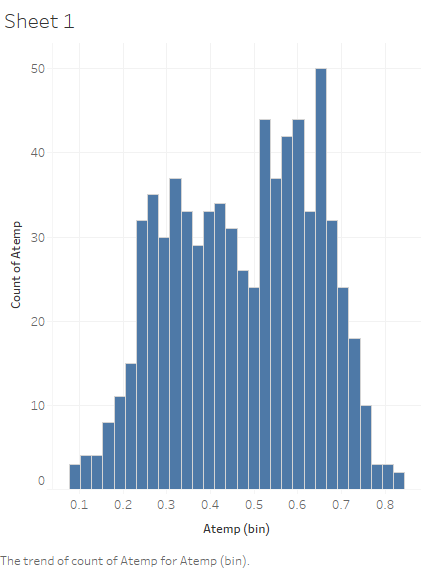 Sheet 1
50
40
30
20
10
0
Count of Atemp
0.1 0.2 0.3 0.4 0.5 0.6 0.7 0.8
Atemp (bin)
The trend of count of Atemp for Atemp (bin).